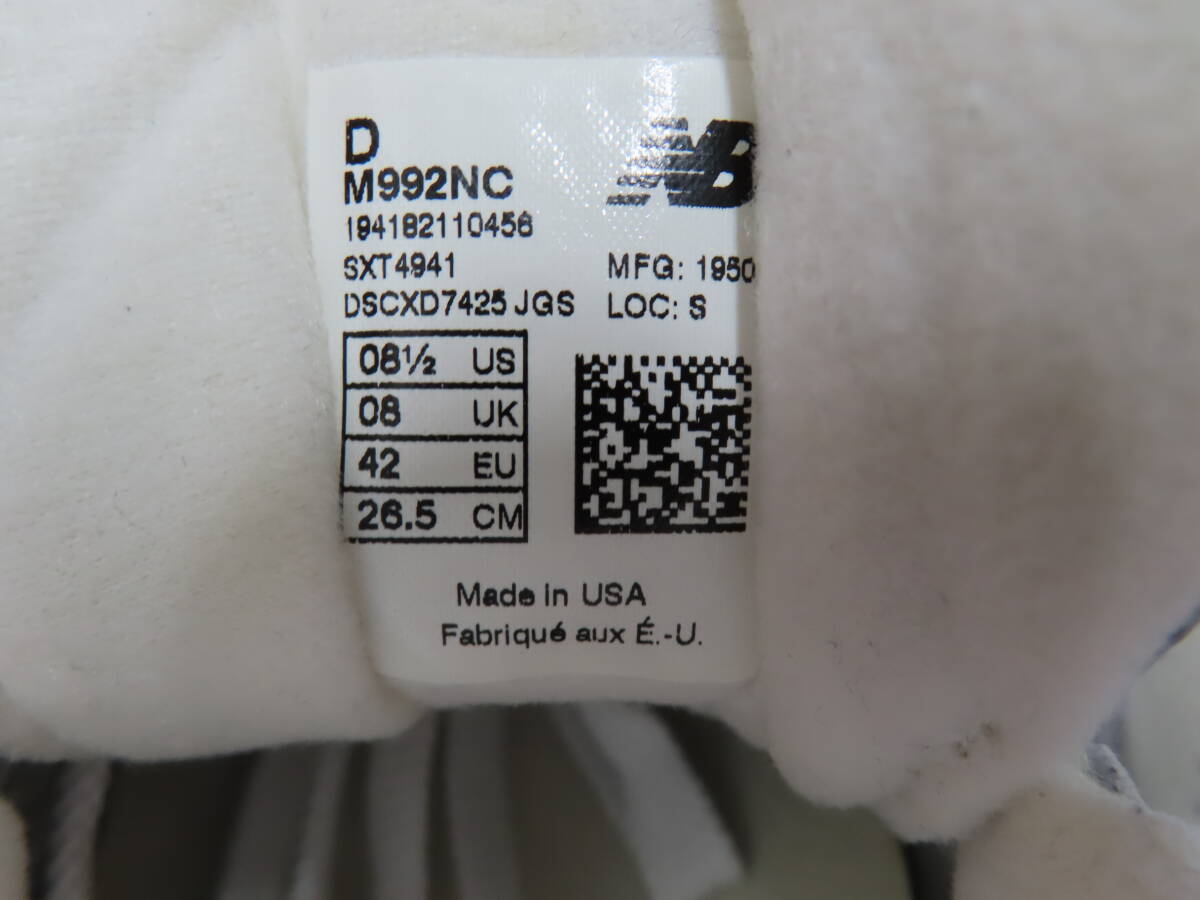 D
M992NC
NB
194182110456
SXT4941 MFG: 1950
DSCXD7425 JGS LOC: S
08½ US
08 UK
42 EU
26.5 CM
Made in USA
Fabriqué aux É.-U.